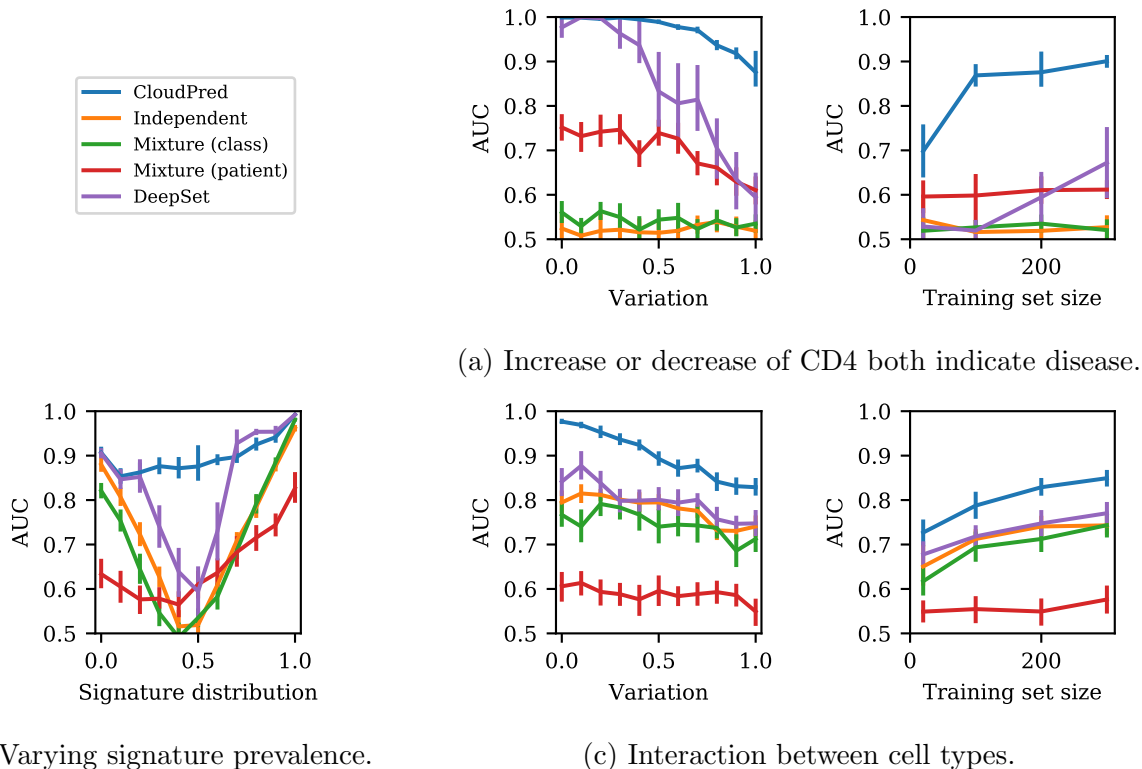 CloudPred
Independent
Mixture (class)
Mixture (patient)
DeepSet
1.0
0.9
0.8
0.7
0.6
0.5
AUC
0.0 0.5 1.0
Variation
1.0
0.9
0.8
0.7
0.6
0.5
AUC
0 200
Training set size
(a) Increase or decrease of CD4 both indicate disease.
1.0
0.9
0.8
0.7
0.6
0.5
AUC
0.0 0.5 1.0
Signature distribution
Varying signature prevalence.
1.0
0.9
0.8
0.7
0.6
0.5
AUC
0.0 0.5 1.0
Variation
1.0
0.9
0.8
0.7
0.6
0.5
AUC
0 200
Training set size
(c) Interaction between cell types.